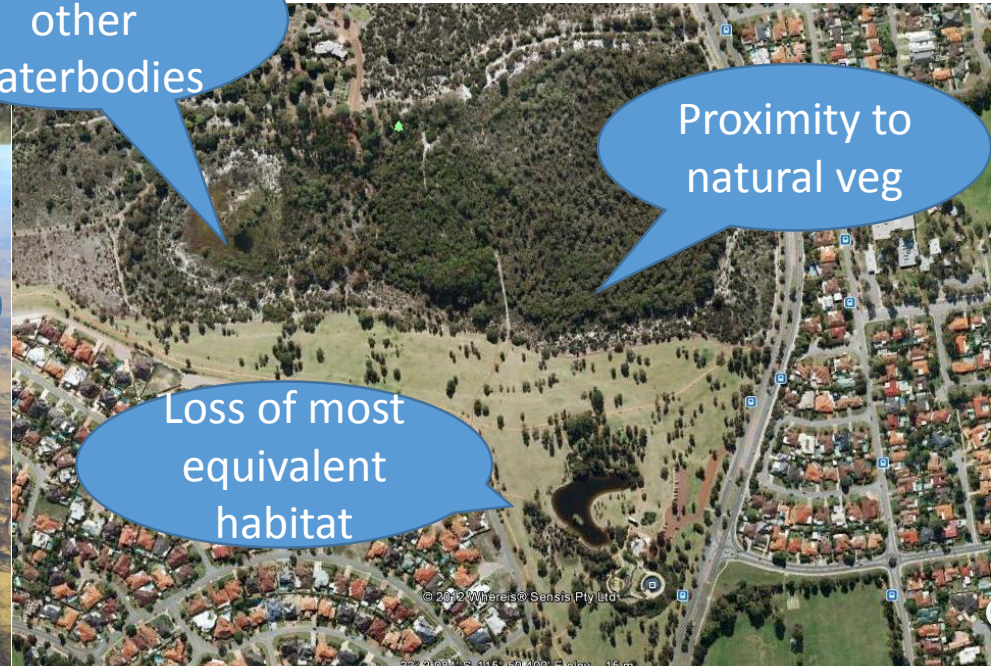 other
aterbodies
Proximity to
natural veg
Loss of most
equivalent
habitat
© 2012 Whereis® Sensis Pty Ltd